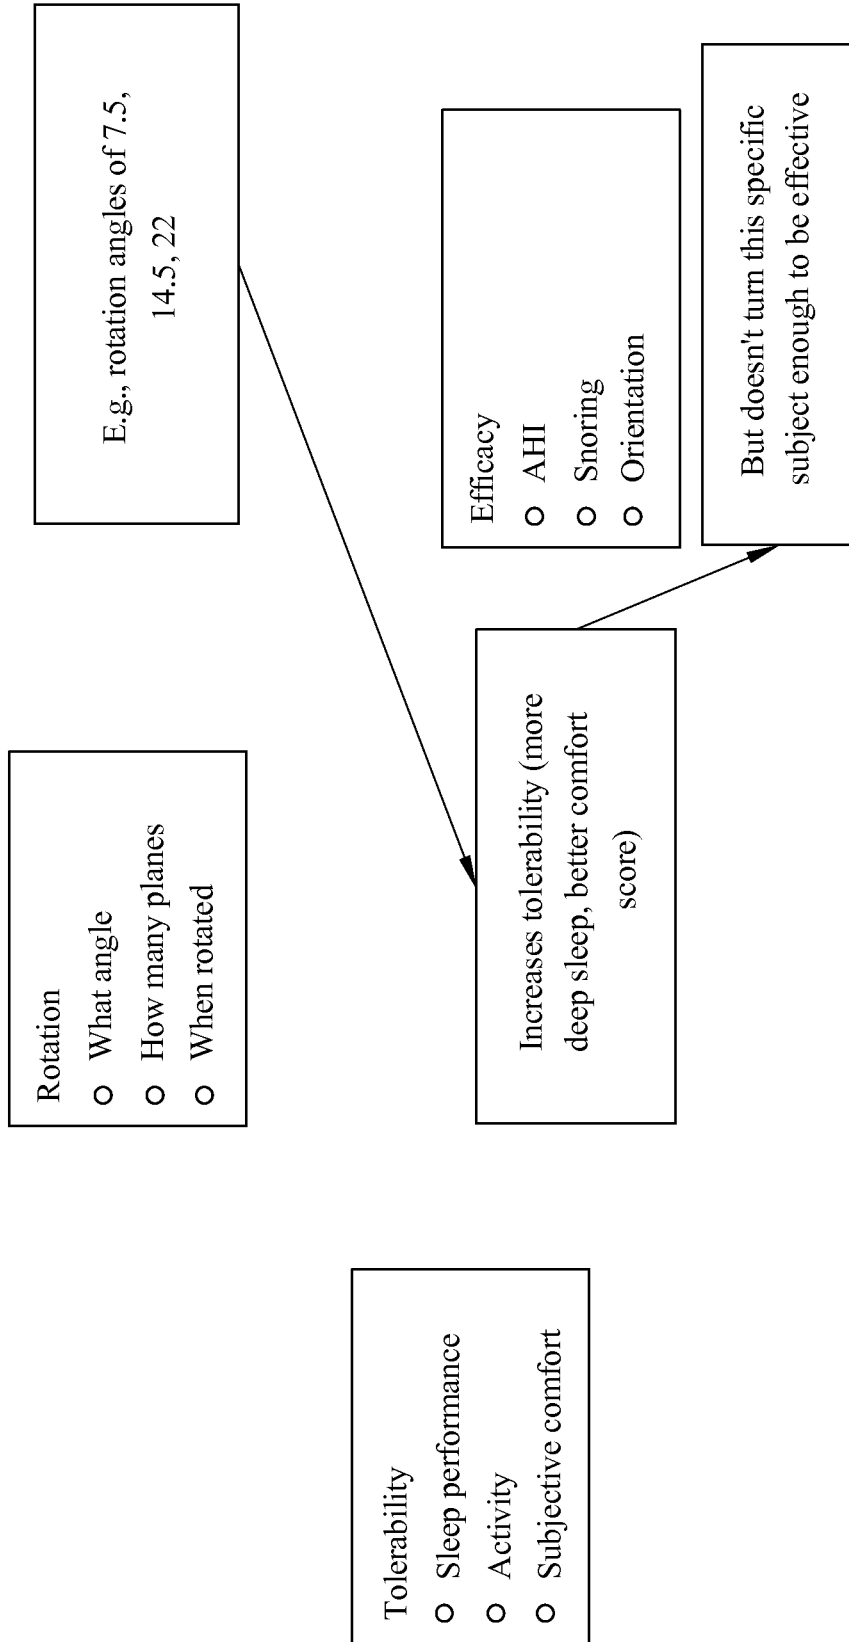 Rotation
What angle
How many planes
When rotated
E.g., rotation angles of 7.5,
14.5, 22
Tolerability
Sleep performance
Activity
Subjective comfort
Increases tolerability (more
deep sleep, better comfort
score)
Efficacy
AHI
Snoring
Orientation
But doesn't turn this specific
subject enough to be effective